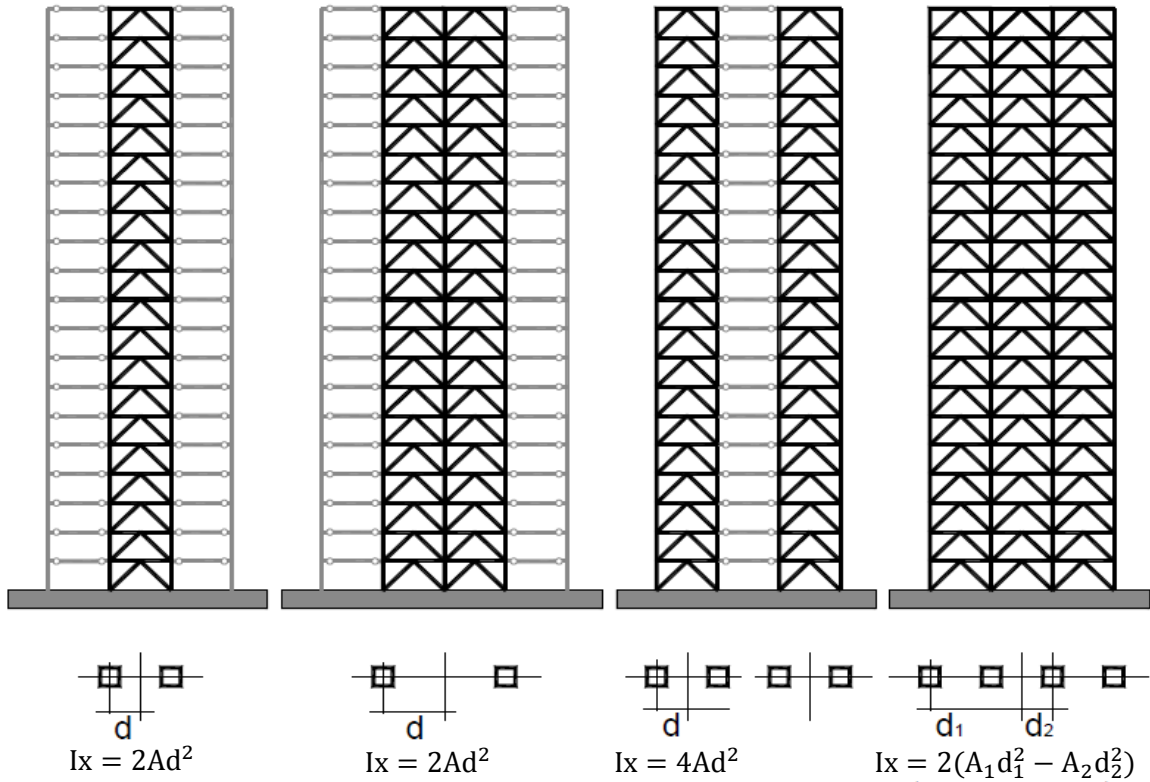 d
d
d
d₁ d₂
Ix = 2Ad²
Ix = 2Ad²
Ix = 4Ad²
Ix = 2(A₁d₁² − A₂d₂²)